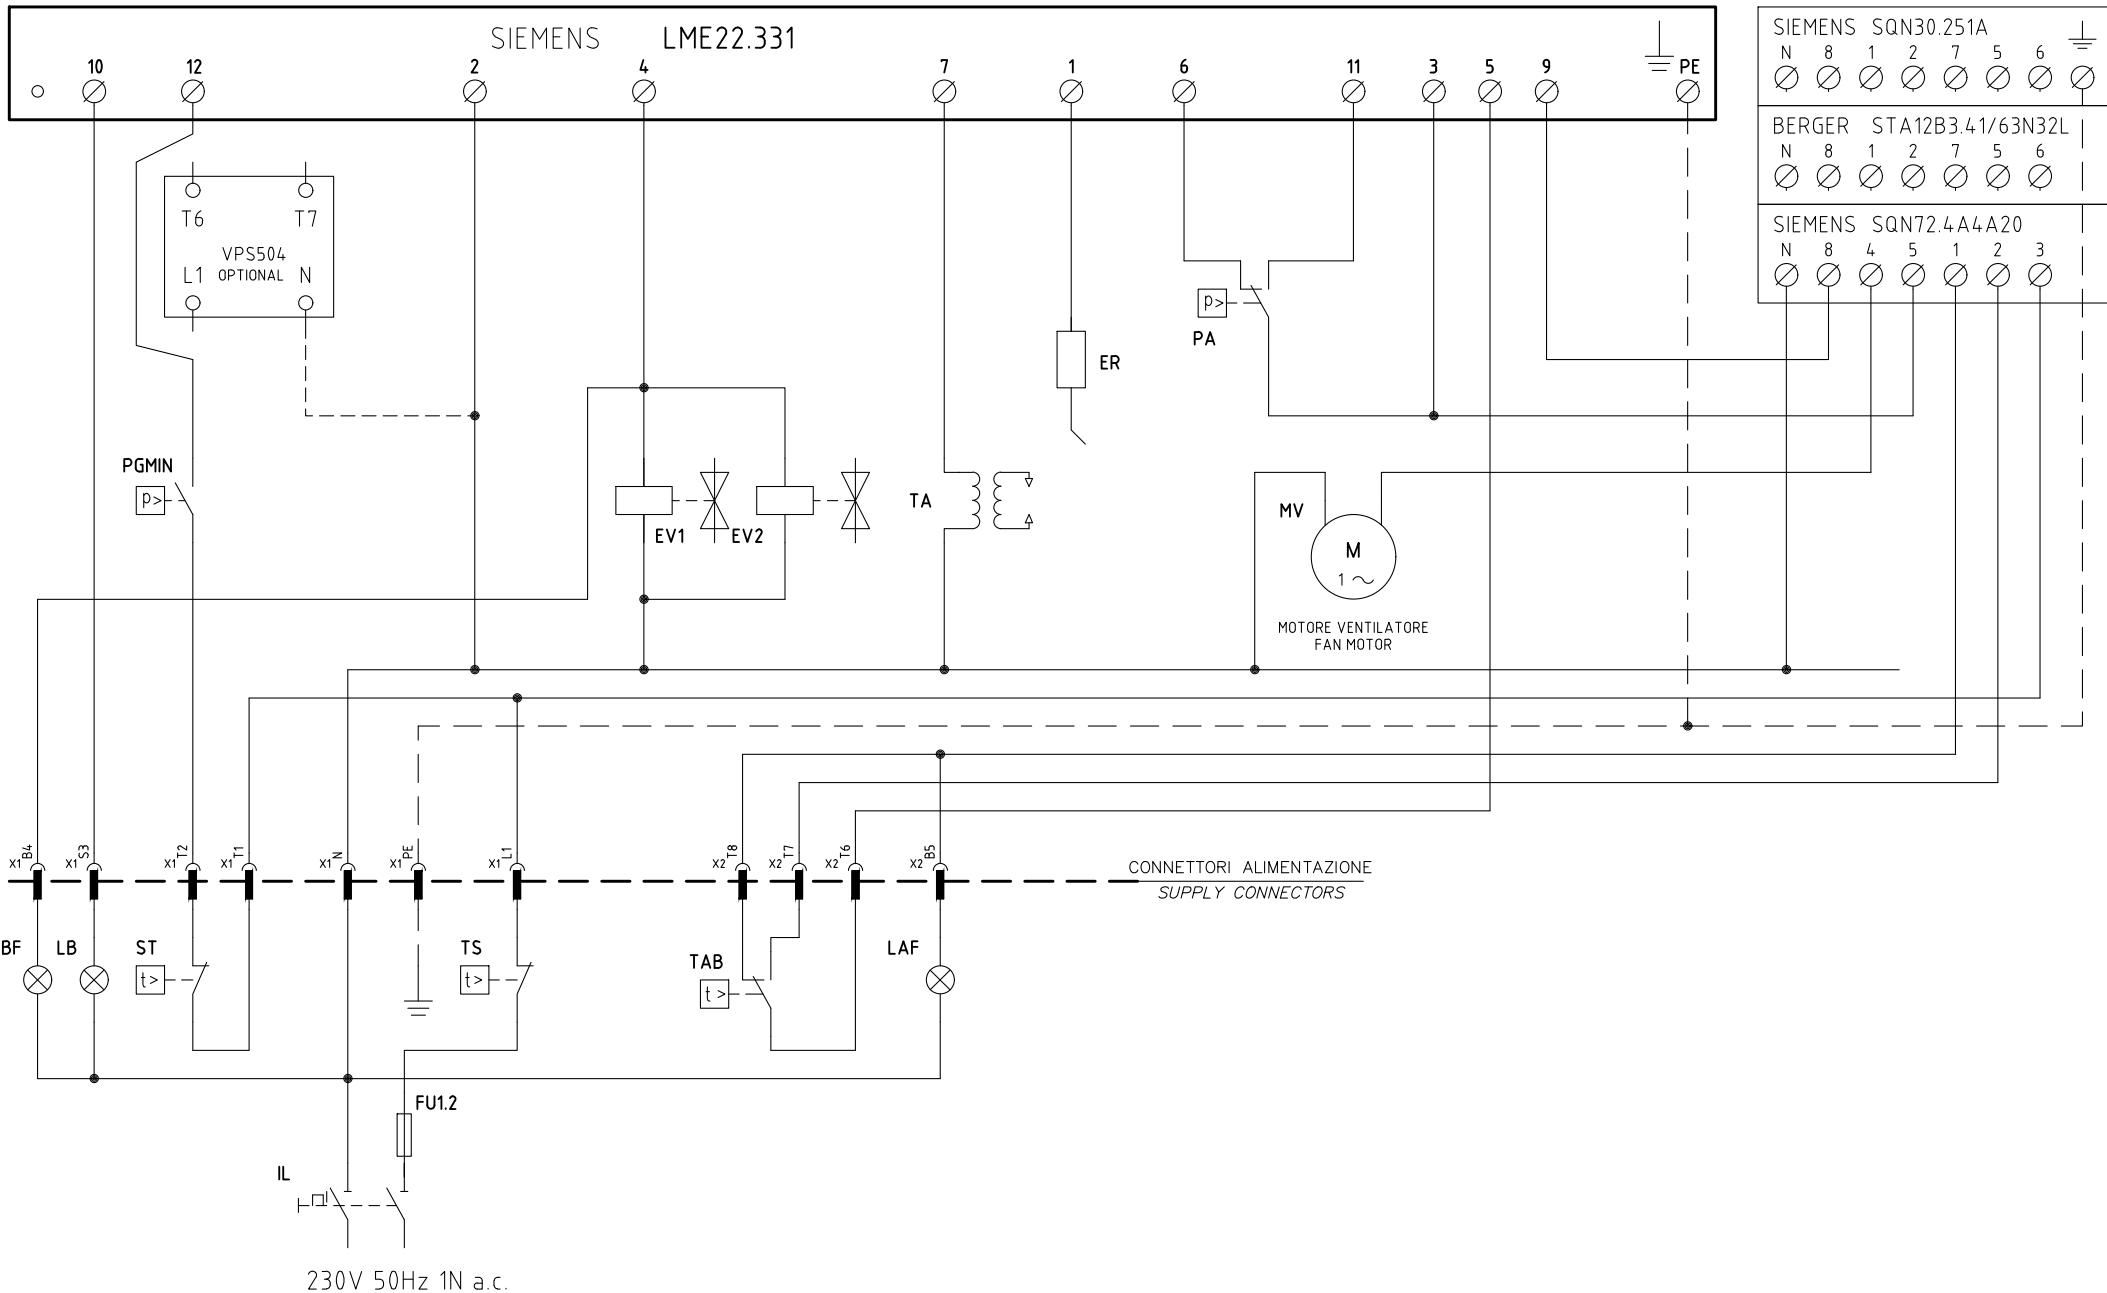 SIEMENS LME22.331
10 12 2 4 7 1 6 11 3 5 9 PE
SIEMENS SQN30.251A
N 8 1 2 7 5 6
BERGER STA12B3.41/63N32L
N 8 1 2 7 5 6
SIEMENS SQN72.4A4A20
N 8 4 5 1 2 3
T6 T7
VPS504
OPTIONAL
L1 N
p>
PA
ER
PGMIN
p>
EV1 EV2
TA
MV
M
1 ~
MOTORE VENTILATORE
FAN MOTOR
X1 B4 X1 S3 X1 T2 X1 T1 X1 N X1 PE X1 L1 X2 T8 X2 T7 X2 T6 X2 B5
CONNETTORI ALIMENTAZIONE
SUPPLY CONNECTORS
BF LB ST TS TAB LAF
t> t> t>
FU1.2
IL
230V 50Hz 1N a.c.